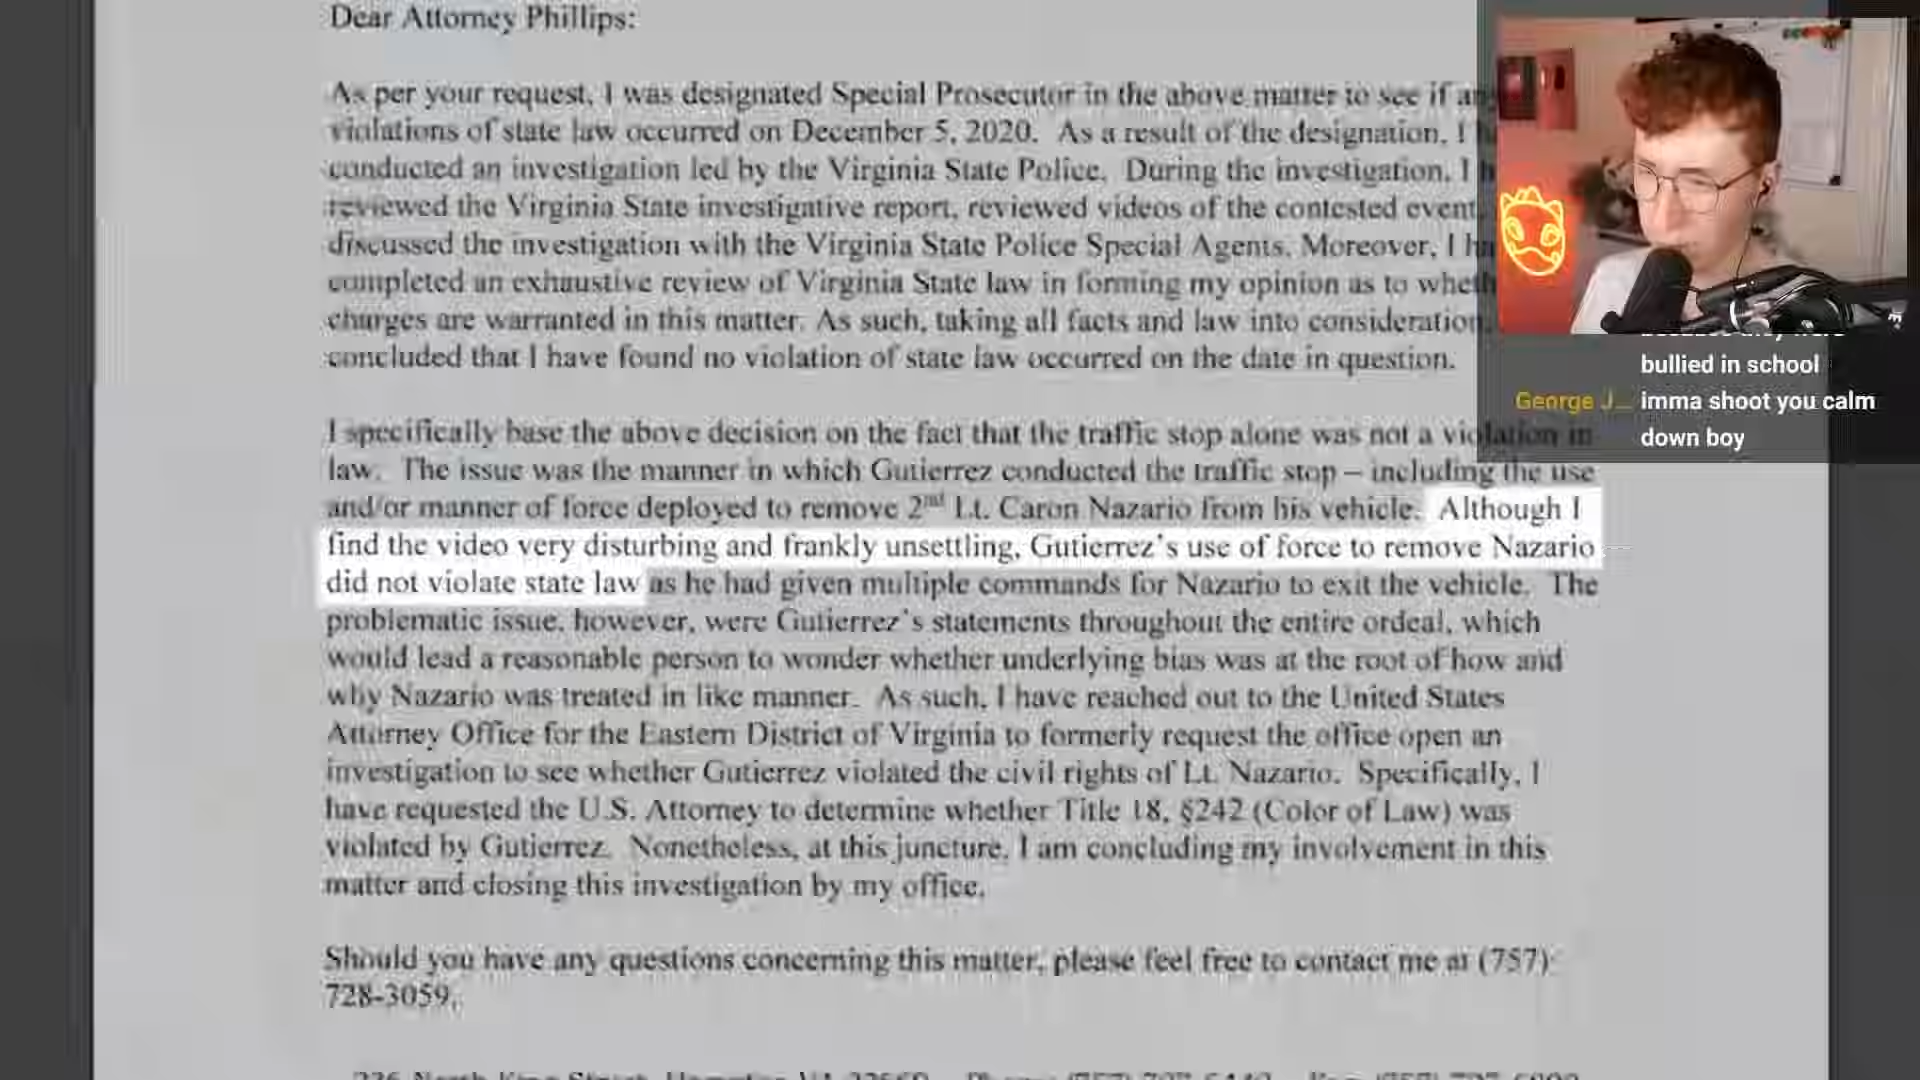 Dear Attorney Phillips:
As per your request, I was designated Special Prosecutor in the above matter to see if
violations of state law occurred on December 5, 2020. As a result of the designation, I
conducted an investigation led by the Virginia State Police. During the investigation, I
reviewed the Virginia State investigative report, reviewed videos of the contested event,
discussed the investigation with the Virginia State Police Special Agents. Moreover, I
completed an exhaustive review of Virginia State law in forming my opinion as to
charges are warranted in this matter. As such, taking all facts and law into consideration,
concluded that I have found no violation of state law occurred on the date in question.
I specifically base the above decision on the fact that the traffic stop alone was not a violation in
law. The issue was the manner in which Gutierrez conducted the traffic stop – including the use
and/or manner of force deployed to remove 2nd Lt. Caron Nazario from his vehicle. Although I
find the video very disturbing and frankly unsettling, Gutierrez's use of force to remove Nazario
did not violate state law as he had given multiple commands for Nazario to exit the vehicle. The
problematic issue, however, were Gutierrez's statements throughout the entire ordeal, which
would lead a reasonable person to wonder whether underlying bias was at the root of how and
why Nazario was treated in like manner. As such, I have reached out to the United States
Attorney Office for the Eastern District of Virginia to formerly request the office open an
investigation to see whether Gutierrez violated the civil rights of Lt. Nazario. Specifically, I
have requested the U.S. Attorney to determine whether Title 18, §242 (Color of Law) was
violated by Gutierrez. Nonetheless, at this juncture, I am concluding my involvement in this
matter and closing this investigation by my office.
Should you have any questions concerning this matter, please feel free to contact me at (757)
728-3059.
bullied in school
George J... imma shoot you calm
down boy